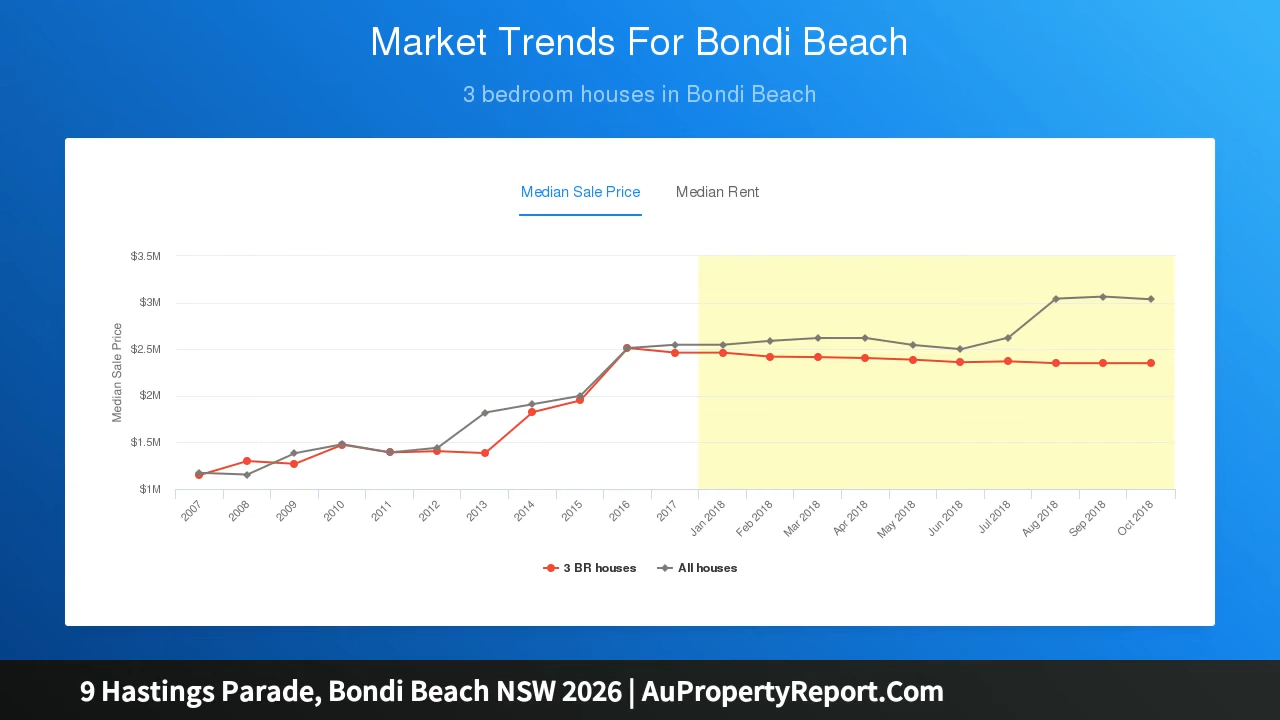 Market Trends For Bondi Beach
3 bedroom houses in Bondi Beach
Median Sale Price
Median Rent
Median Sale Price
$3.5M
$3M
$2.5M
$2M
$1.5M
$1M
2007
2008
2009
2010
2011
2012
2013
2014
2015
2016
2017
Jan 2018
Feb 2018
Mar 2018
Apr 2018
May 2018
Jun 2018
Jul 2018
Aug 2018
Sep 2018
Oct 2018
3 BR houses
All houses
9 Hastings Parade, Bondi Beach NSW 2026 | AuPropertyReport.Com